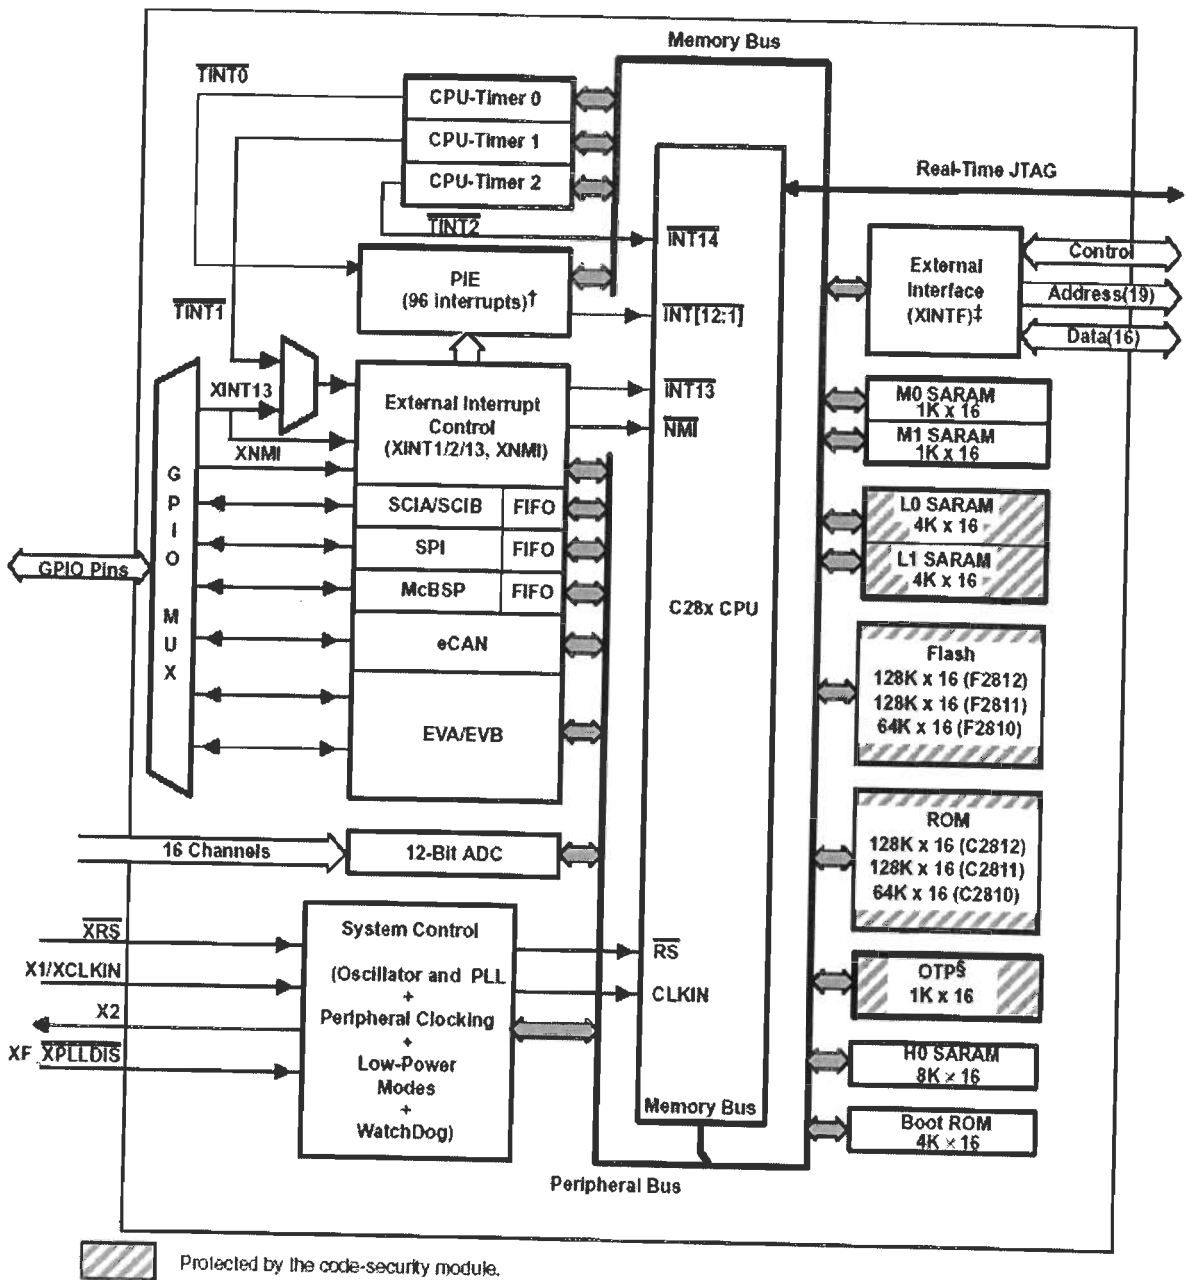 Memory Bus
TINT0
CPU-Timer 0
CPU-Timer 1
CPU-Timer 2
Real-Time JTAG
TINT2
INT14
PIE
(96 interrupts)†
External
Interface
(XINTF)‡
Control
Address(19)
Data(16)
TINT1
INT[12:1]
XINT13
External Interrupt
Control
(XINT1/2/13, XNMI)
INT13
NMI
XNMI
M0 SARAM
1K x 16
M1 SARAM
1K x 16
GPIO MUX
SCIA/SCIB
FIFO
SPI
FIFO
McBSP
FIFO
eCAN
EVA/EVB
GPIO Pins
C28x CPU
L0 SARAM
4K x 16
L1 SARAM
4K x 16
Flash
128K x 16 (F2812)
128K x 16 (F2811)
64K x 16 (F2810)
16 Channels
12-Bit ADC
ROM
128K x 16 (C2812)
128K x 16 (C2811)
64K x 16 (C2810)
XRS
X1/XCLKIN
X2
XF_XPLLDIS
System Control
(Oscillator and PLL
+
Peripheral Clocking
+
Low-Power
Modes
+
WatchDog)
RS
CLKIN
OTP§
1K x 16
H0 SARAM
8K × 16
Memory Bus
Boot ROM
4K × 16
Peripheral Bus
Protected by the code-security module.